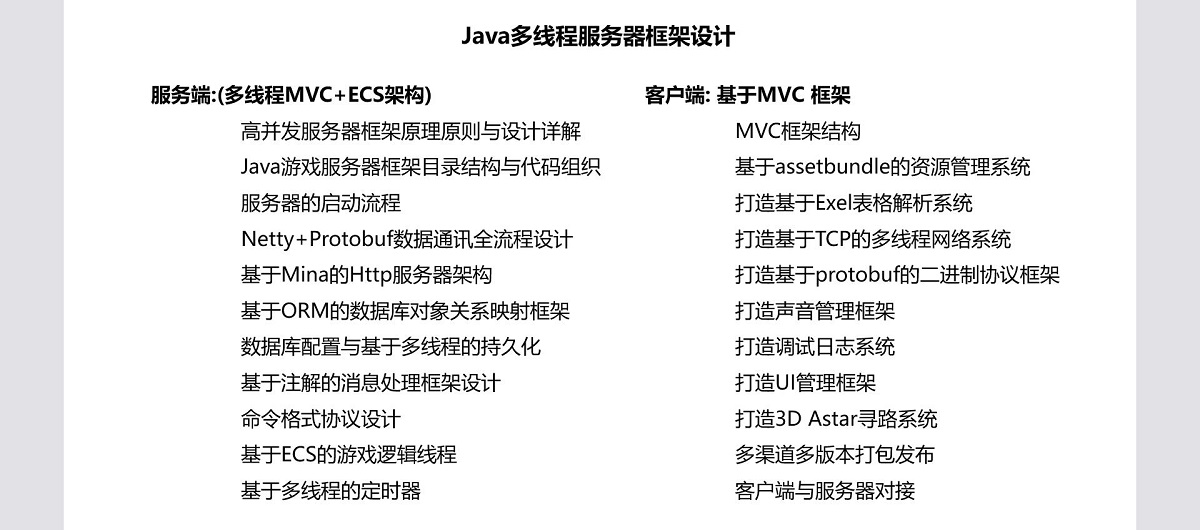 Java多线程服务器框架设计
服务端:(多线程MVC+ECS架构)
高并发服务器框架原理原则与设计详解
Java游戏服务器框架目录结构与代码组织
服务器的启动流程
Netty+Protobuf数据通讯全流程设计
基于Mina的Http服务器架构
基于ORM的数据库对象关系映射框架
数据库配置与基于多线程的持久化
基于注解的消息处理框架设计
命令格式协议设计
基于ECS的游戏逻辑线程
基于多线程的定时器
客户端: 基于MVC 框架
MVC框架结构
基于assetbundle的资源管理系统
打造基于Exel表格解析系统
打造基于TCP的多线程网络系统
打造基于protobuf的二进制协议框架
打造声音管理框架
打造调试日志系统
打造UI管理框架
打造3D Astar寻路系统
多渠道多版本打包发布
客户端与服务器对接